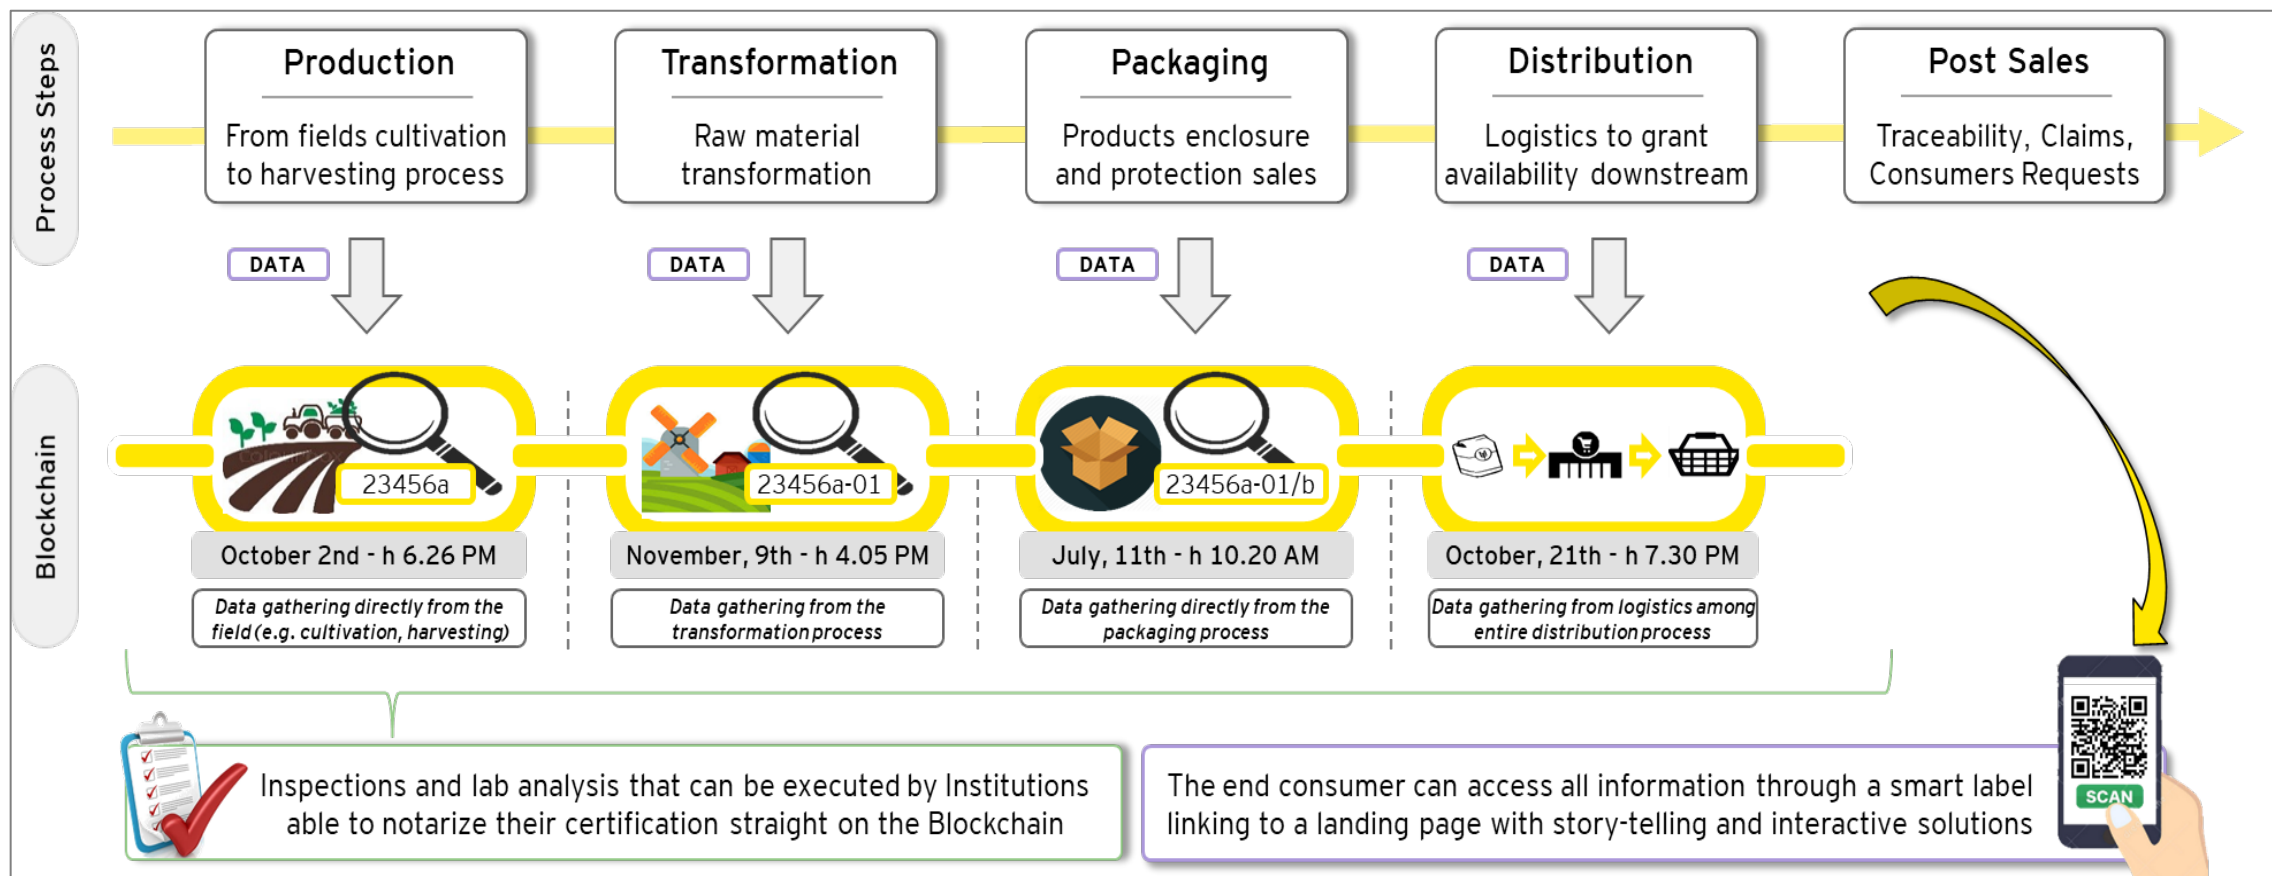 Process Steps
Production
From fields cultivation
to harvesting process
Transformation
Raw material
transformation
Packaging
Products enclosure
and protection sales
Distribution
Logistics to grant
availability downstream
Post Sales
Traceability, Claims,
Consumers Requests
DATA
DATA
DATA
DATA
Blockchain
23456a
23456a-01
23456a-01/b
October 2nd - h 6.26 PM
November, 9th - h 4.05 PM
July, 11th - h 10.20 AM
October, 21th - h 7.30 PM
Data gathering directly from the
field (e.g. cultivation, harvesting)
Data gathering from the
transformation process
Data gathering directly from the
packaging process
Data gathering from logistics among
entire distribution process
Inspections and lab analysis that can be executed by Institutions
able to notarize their certification straight on the Blockchain
The end consumer can access all information through a smart label
linking to a landing page with story-telling and interactive solutions
SCAN